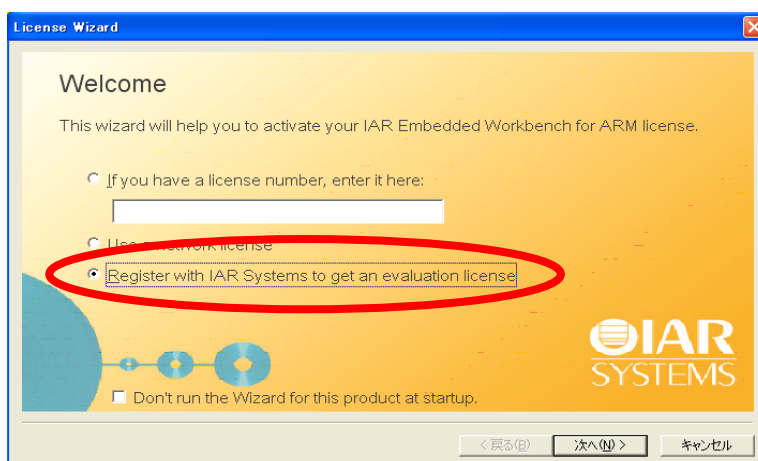 License Wizard
Welcome
This wizard will help you to activate your IAR Embedded Workbench for ARM license.
If you have a license number, enter it here:
Use a network license
Register with IAR Systems to get an evaluation license
IAR
SYSTEMS
Don't run the Wizard for this product at startup.
< 戻る(B) 次へ(N) > キャンセル